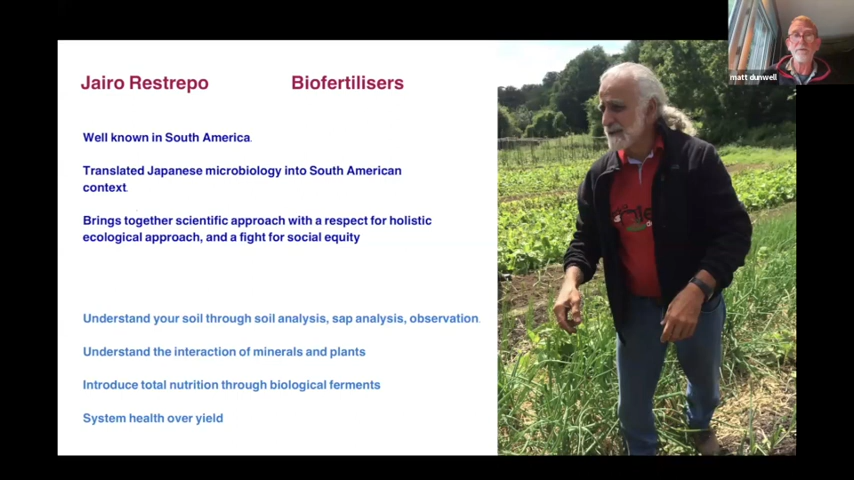 Jairo Restrepo Biofertilisers
Well known in South America.
Translated Japanese microbiology into South American
context.
Brings together scientific approach with a respect for holistic
ecological approach, and a fight for social equity
Understand your soil through soil analysis, sap analysis, observation.
Understand the interaction of minerals and plants
Introduce total nutrition through biological ferments
System health over yield
matt dunwell